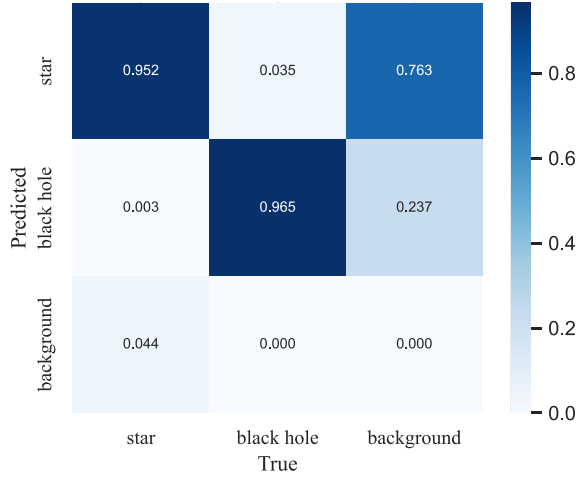 star
0.952 0.035 0.763
Predicted
black hole
0.003 0.965 0.237
background
0.044 0.000 0.000
star black hole background
True
0.8
0.6
0.4
0.2
0.0